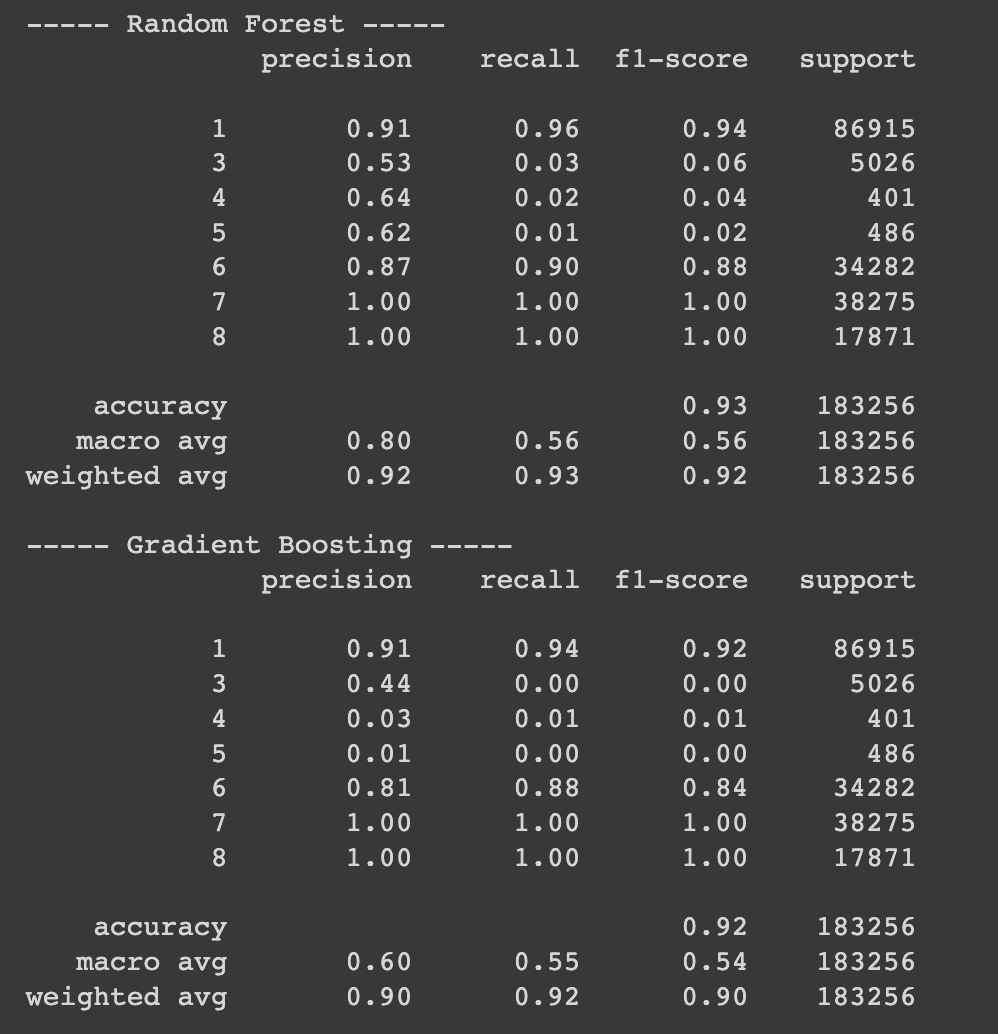 ----- Random Forest -----
precision recall f1-score support
1 0.91 0.96 0.94 86915
3 0.53 0.03 0.06 5026
4 0.64 0.02 0.04 401
5 0.62 0.01 0.02 486
6 0.87 0.90 0.88 34282
7 1.00 1.00 1.00 38275
8 1.00 1.00 1.00 17871
accuracy 0.93 183256
macro avg 0.80 0.56 0.56 183256
weighted avg 0.92 0.93 0.92 183256
----- Gradient Boosting -----
precision recall f1-score support
1 0.91 0.94 0.92 86915
3 0.44 0.00 0.00 5026
4 0.03 0.01 0.01 401
5 0.01 0.00 0.00 486
6 0.81 0.88 0.84 34282
7 1.00 1.00 1.00 38275
8 1.00 1.00 1.00 17871
accuracy 0.92 183256
macro avg 0.60 0.55 0.54 183256
weighted avg 0.90 0.92 0.90 183256